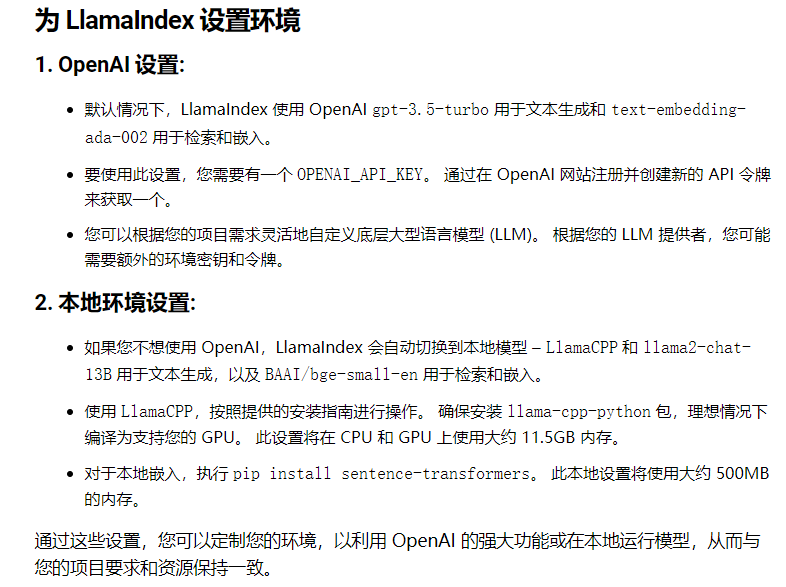 为 LlamaIndex 设置环境
1. OpenAI 设置:
• 默认情况下，LlamaIndex 使用 OpenAI gpt-3.5-turbo 用于文本生成和 text-embedding-
ada-002 用于检索和嵌入。
• 要使用此设置，您需要有一个 OPENAI_API_KEY。 通过在 OpenAI 网站注册并创建新的 API 令牌
来获取一个。
• 您可以根据您的项目需求灵活地自定义底层大型语言模型 (LLM)。 根据您的 LLM 提供者，您可能
需要额外的环境密钥和令牌。
2. 本地环境设置:
• 如果您不想使用 OpenAI，LlamaIndex 会自动切换到本地模型 – LlamaCPP 和 llama2-chat-
13B 用于文本生成，以及 BAAI/bge-small-en 用于检索和嵌入。
• 使用 LlamaCPP，按照提供的安装指南进行操作。 确保安装 llama-cpp-python 包，理想情况下
编译为支持您的 GPU。 此设置将在 CPU 和 GPU 上使用大约 11.5GB 内存。
• 对于本地嵌入，执行 pip install sentence-transformers。 此本地设置将使用大约 500MB
的内存。
通过这些设置，您可以定制您的环境，以利用 OpenAI 的强大功能或在本地运行模型，从而与
您的项目要求和资源保持一致。